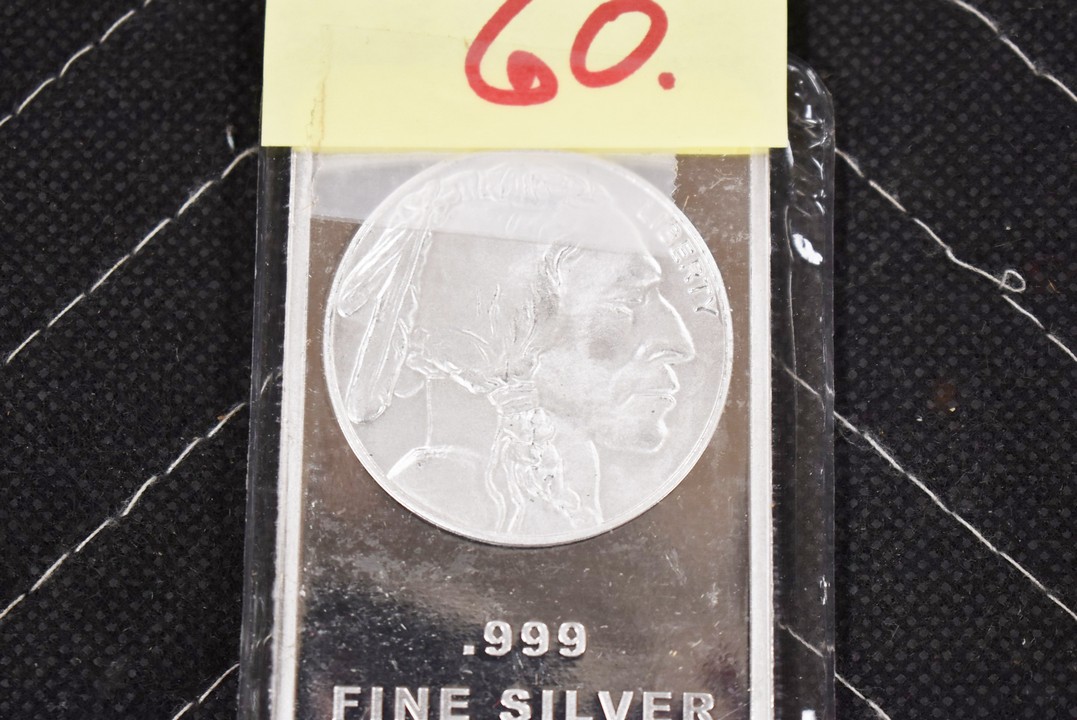 60.
LIBERTY
.999
FINE SILVER